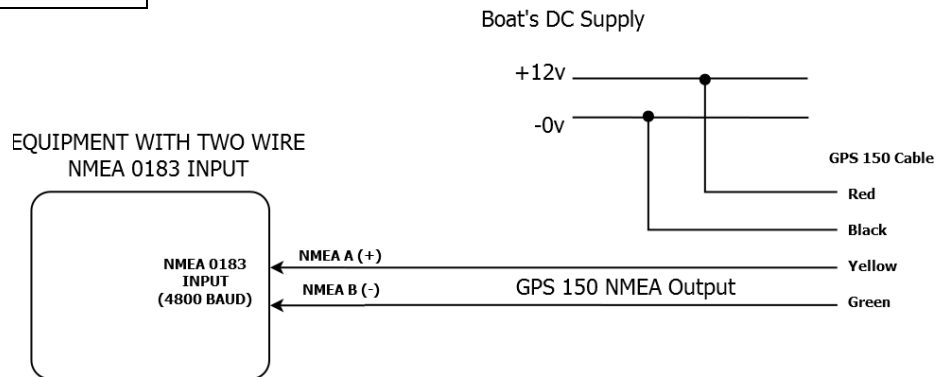 Boat's DC Supply
+12v
-0v
EQUIPMENT WITH TWO WIRE
NMEA 0183 INPUT
GPS 150 Cable
Red
Black
Yellow
Green
NMEA 0183
INPUT
(4800 BAUD)
NMEA A (+)
NMEA B (-)
GPS 150 NMEA Output